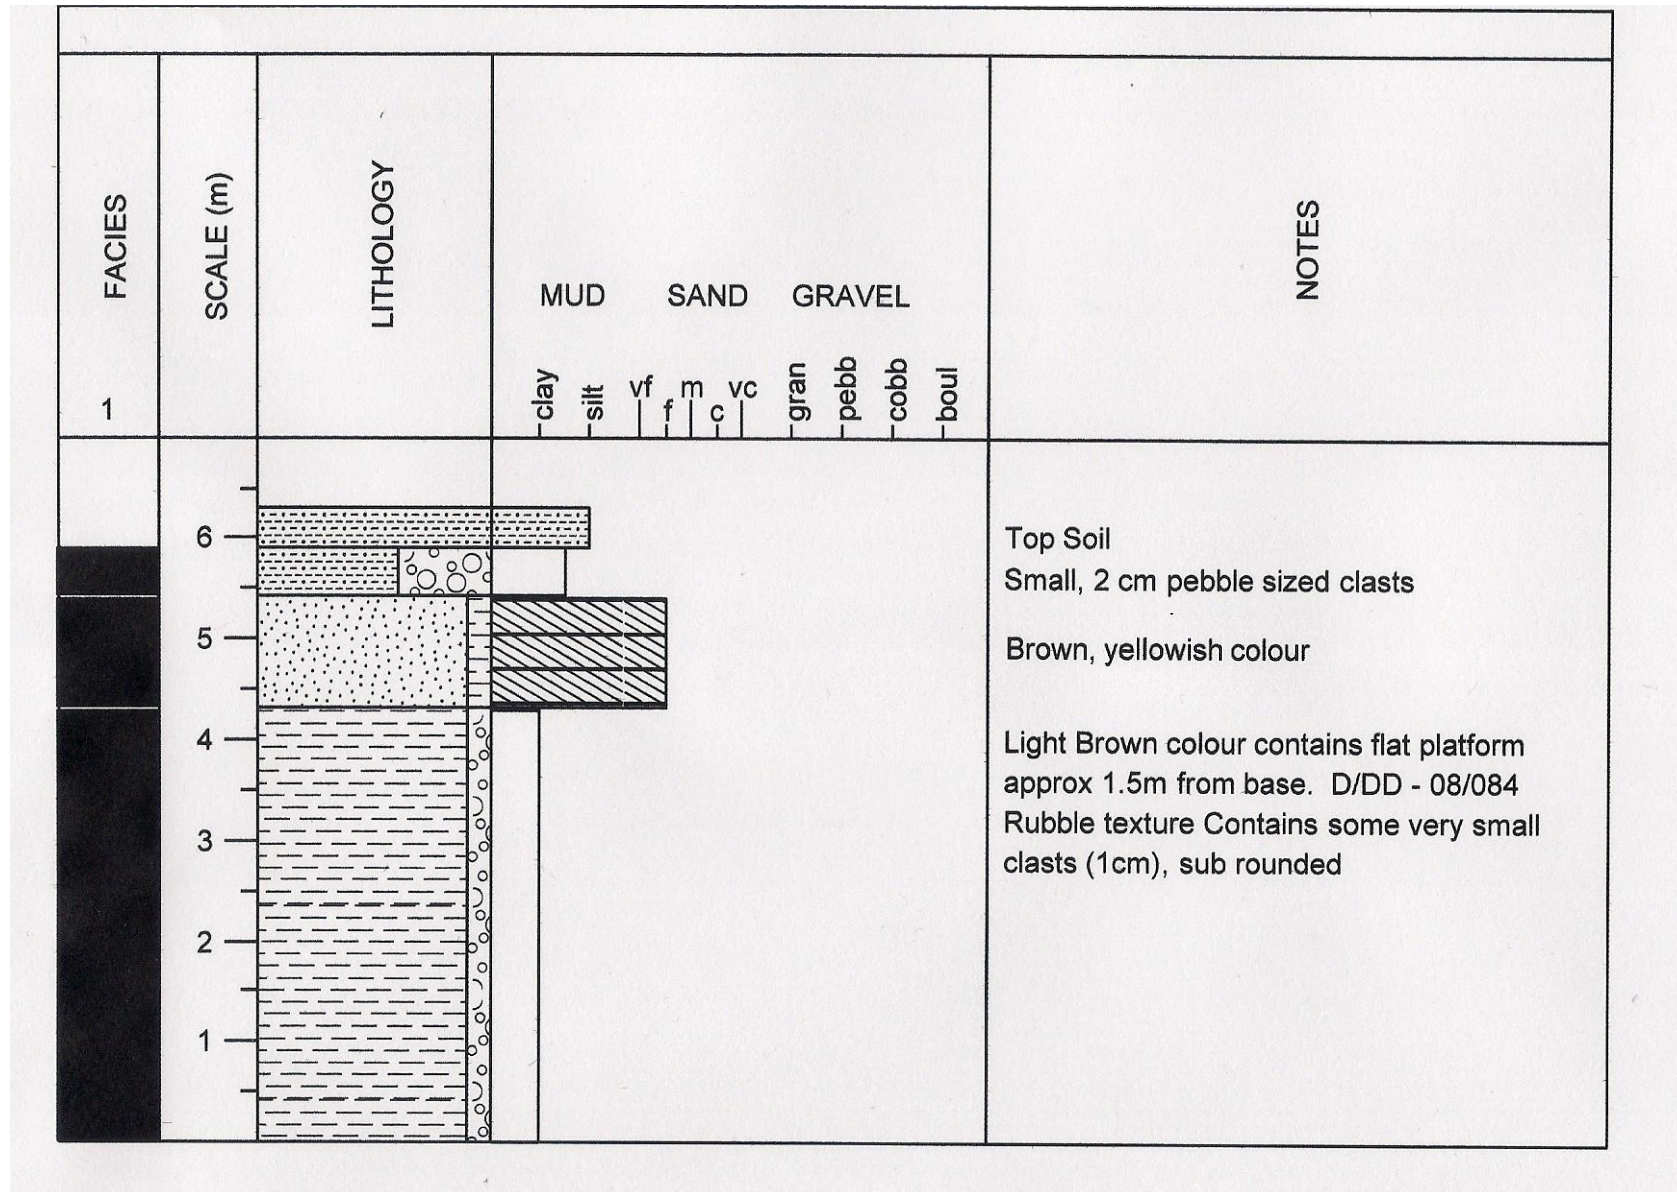 FACIES
SCALE (m)
LITHOLOGY
NOTES
MUD SAND GRAVEL
1
clay silt vf f m c vc gran pebb cobb boul
6
5
4
3
2
1
Top Soil
Small, 2 cm pebble sized clasts
Brown, yellowish colour
Light Brown colour contains flat platform
approx 1.5m from base. D/DD - 08/084
Rubble texture Contains some very small
clasts (1cm), sub rounded